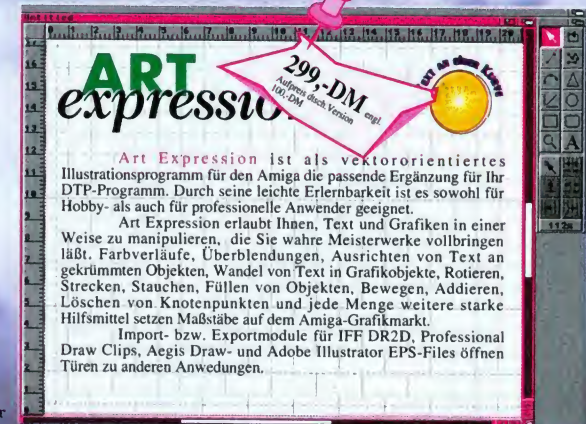 Untitled
ART
expression
299,-DM
engl.
Aufpreis dtsch. Version
100,-DM
Art Expression ist als vektororientiertes
Illustrationsprogramm für den Amiga die passende Ergänzung für Ihr
DTP-Programm. Durch seine leichte Erlernbarkeit ist es sowohl für
Hobby- als auch für professionelle Anwender geeignet.
Art Expression erlaubt Ihnen, Text und Grafiken in einer
Weise zu manipulieren, die Sie wahre Meisterwerke vollbringen
läßt. Farbverläufe, Überblendungen, Ausrichten von Text an
gekrümmten Objekten, Wandel von Text in Grafikobjekte, Rotieren,
Strecken, Stauchen, Füllen von Objekten, Bewegen, Addieren,
Löschen von Knotenpunkten und jede Menge weitere starke
Hilfsmittel setzen Maßstäbe auf dem Amiga-Grafikmarkt.
Import- bzw. Exportmodule für IFF DR2D, Professional
Draw Clips, Aegis Draw- und Adobe Illustrator EPS-Files öffnen
Türen zu anderen Anwedungen.